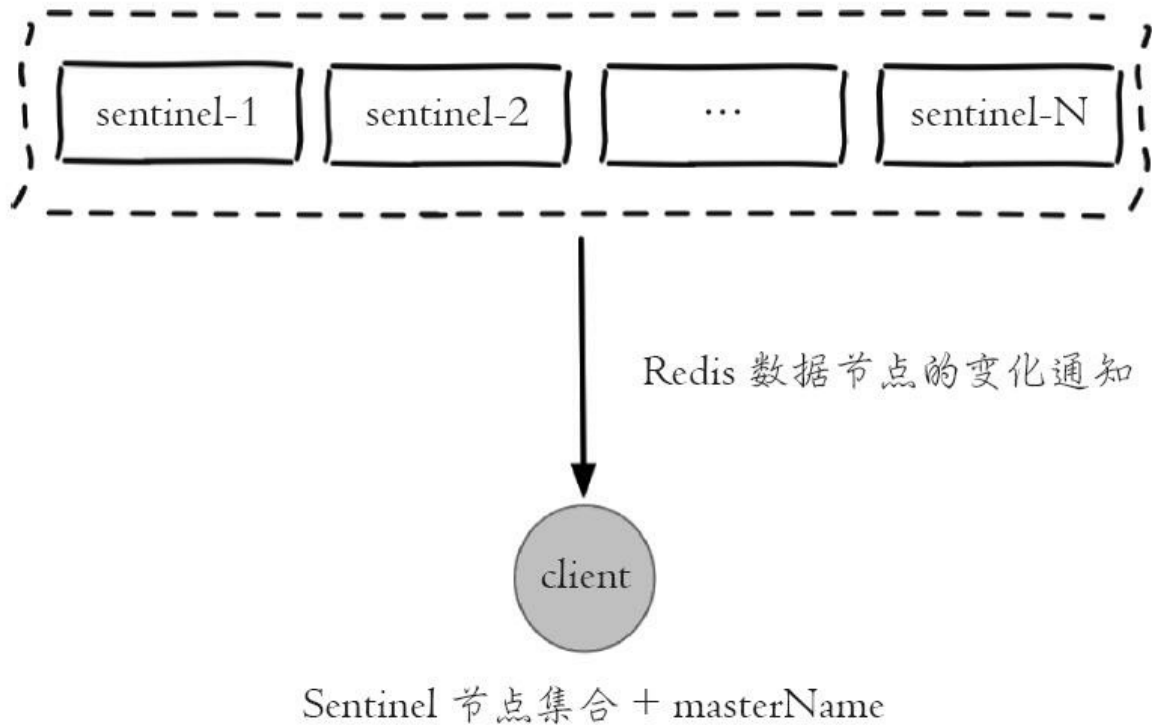 sentinel-1 sentinel-2 ... sentinel-N
Redis 数据节点的变化通知
client
Sentinel 节点集合 + masterName